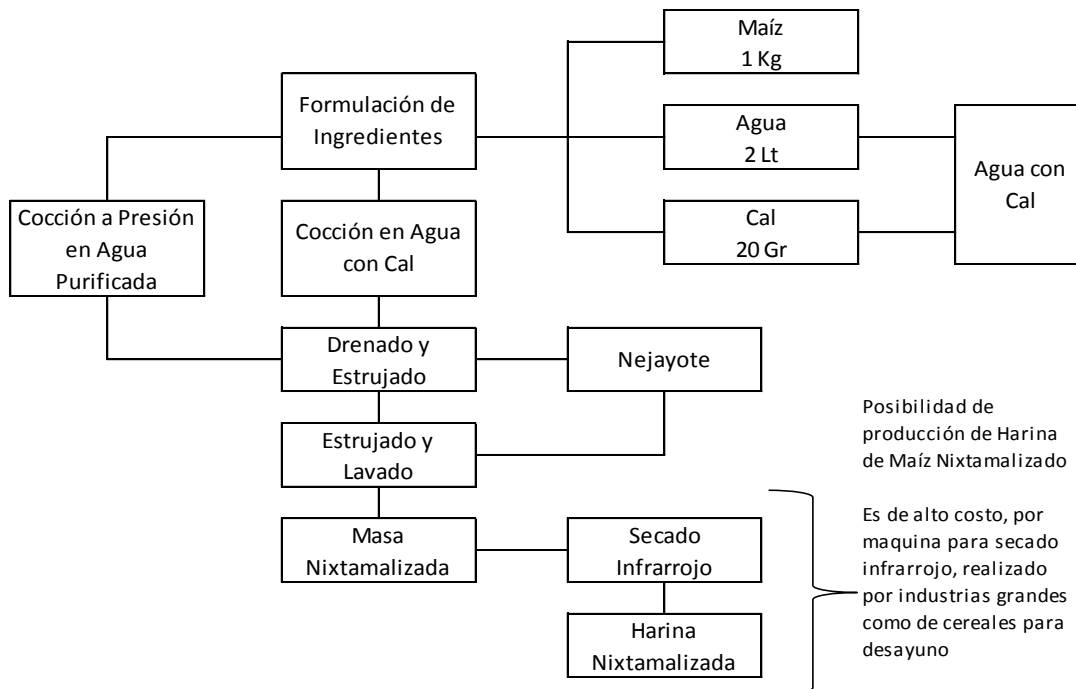 Maíz
1 Kg
Formulación de
Ingredientes
Agua
2 Lt
Agua con
Cal
Cocción a Presión
en Agua
Purificada
Cocción en Agua
con Cal
Cal
20 Gr
Drenado y
Estrujado
Nejayote
Estrujado y
Lavado
Posibilidad de
producción de Harina
de Maíz Nixtamalizado
Masa
Nixtamalizada
Secado
Infrarrojo
Harina
Nixtamalizada
Es de alto costo, por
maquina para secado
infrarrojo, realizado
por industrias grandes
como de cereales para
desayuno